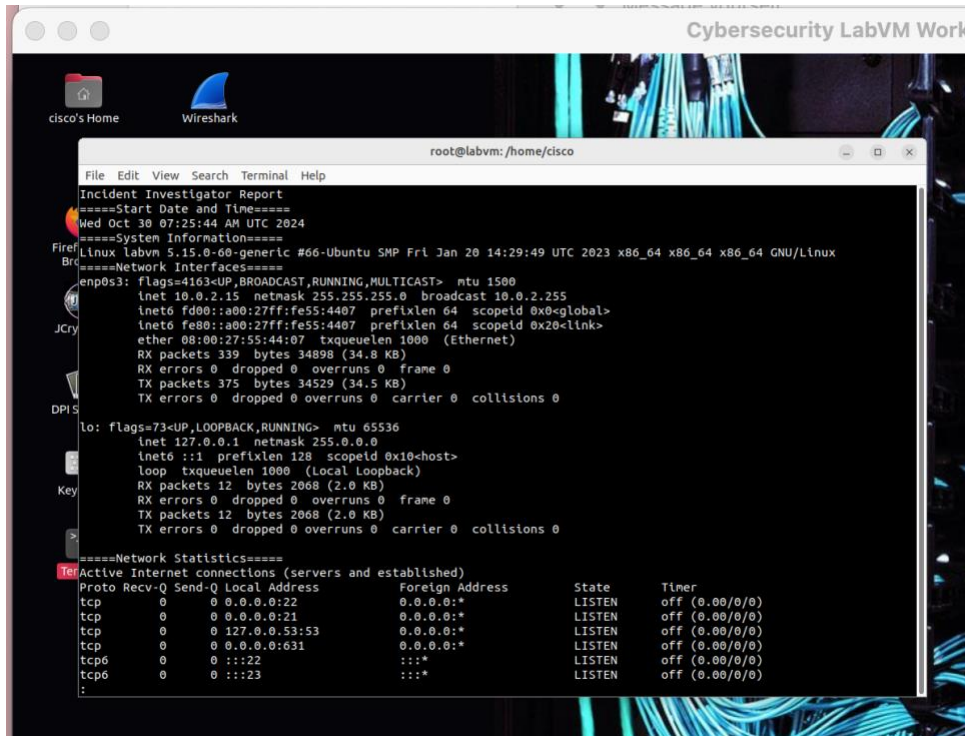 Message yourself
Cybersecurity LabVM Work
cisco's Home
Wireshark
root@labvm: /home/cisco
File Edit View Search Terminal Help
Incident Investigator Report
=====Start Date and Time=====
Wed Oct 30 07:25:44 AM UTC 2024
=====System Information=====
Linux labvm 5.15.0-60-generic #66-Ubuntu SMP Fri Jan 20 14:29:49 UTC 2023 x86_64 x86_64 x86_64 GNU/Linux
=====Network Interfaces=====
enp0s3: flags=4163<UP,BROADCAST,RUNNING,MULTICAST>  mtu 1500
        inet 10.0.2.15  netmask 255.255.255.0  broadcast 10.0.2.255
        inet6 fd00::a00:27ff:fe55:4407  prefixlen 64  scopeid 0x0<global>
        inet6 fe80::a00:27ff:fe55:4407  prefixlen 64  scopeid 0x20<link>
        ether 08:00:27:55:44:07  txqueuelen 1000  (Ethernet)
        RX packets 339  bytes 34898 (34.8 KB)
        RX errors 0  dropped 0  overruns 0  frame 0
        TX packets 375  bytes 34529 (34.5 KB)
        TX errors 0  dropped 0 overruns 0  carrier 0  collisions 0
lo: flags=73<UP,LOOPBACK,RUNNING>  mtu 65536
        inet 127.0.0.1  netmask 255.0.0.0
        inet6 ::1  prefixlen 128  scopeid 0x10<host>
        loop  txqueuelen 1000  (Local Loopback)
        RX packets 12  bytes 2068 (2.0 KB)
        RX errors 0  dropped 0  overruns 0  frame 0
        TX packets 12  bytes 2068 (2.0 KB)
        TX errors 0  dropped 0 overruns 0  carrier 0  collisions 0
=====Network Statistics=====
Active Internet connections (servers and established)
Proto Recv-Q Send-Q Local Address           Foreign Address         State       Timer
tcp        0      0 0.0.0.0:22              0.0.0.0:*               LISTEN      off (0.00/0/0)
tcp        0      0 0.0.0.0:21              0.0.0.0:*               LISTEN      off (0.00/0/0)
tcp        0      0 127.0.0.53:53           0.0.0.0:*               LISTEN      off (0.00/0/0)
tcp        0      0 0.0.0.0:631             0.0.0.0:*               LISTEN      off (0.00/0/0)
tcp6       0      0 :::22                   :::*                    LISTEN      off (0.00/0/0)
tcp6       0      0 :::23                   :::*                    LISTEN      off (0.00/0/0)
:
Firef
Bro
JCry
DPI S
Key
Ter